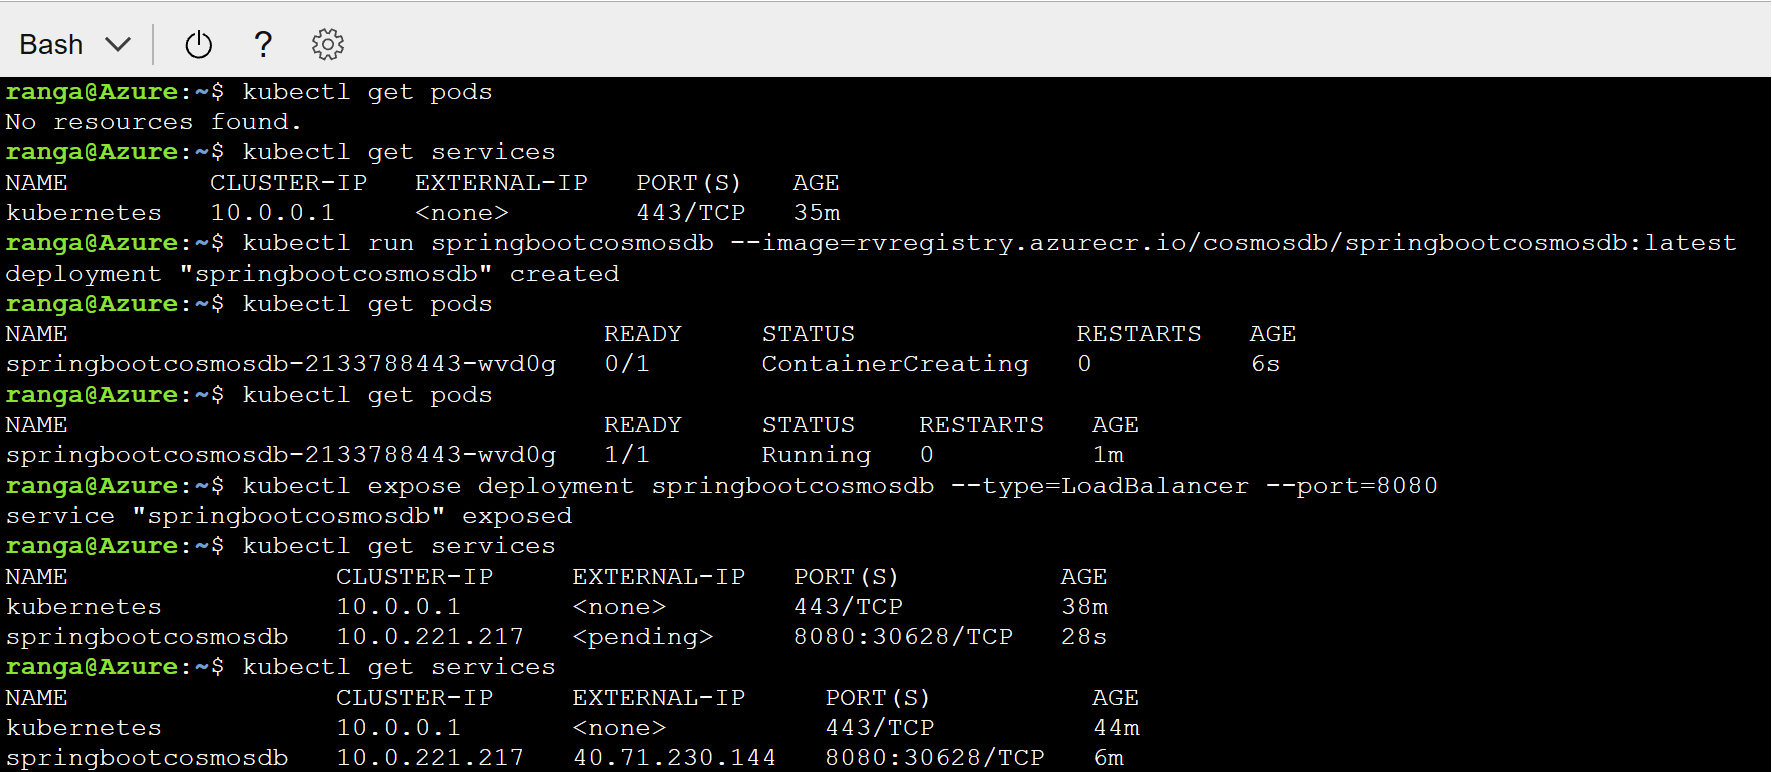 Bash
ranga@Azure:~$ kubectl get pods
No resources found.
ranga@Azure:~$ kubectl get services
NAME         CLUSTER-IP   EXTERNAL-IP   PORT(S)   AGE
kubernetes   10.0.0.1     <none>        443/TCP   35m
ranga@Azure:~$ kubectl run springbootcosmosdb --image=rvregistry.azurecr.io/cosmosdb/springbootcosmosdb:latest
deployment "springbootcosmosdb" created
ranga@Azure:~$ kubectl get pods
NAME                                  READY     STATUS              RESTARTS   AGE
springbootcosmosdb-2133788443-wvd0g   0/1       ContainerCreating   0          6s
ranga@Azure:~$ kubectl get pods
NAME                                  READY     STATUS    RESTARTS   AGE
springbootcosmosdb-2133788443-wvd0g   1/1       Running   0          1m
ranga@Azure:~$ kubectl expose deployment springbootcosmosdb --type=LoadBalancer --port=8080
service "springbootcosmosdb" exposed
ranga@Azure:~$ kubectl get services
NAME                 CLUSTER-IP     EXTERNAL-IP   PORT(S)          AGE
kubernetes           10.0.0.1       <none>        443/TCP          38m
springbootcosmosdb   10.0.221.217   <pending>     8080:30628/TCP   28s
ranga@Azure:~$ kubectl get services
NAME                 CLUSTER-IP     EXTERNAL-IP     PORT(S)          AGE
kubernetes           10.0.0.1       <none>          443/TCP          44m
springbootcosmosdb   10.0.221.217   40.71.230.144   8080:30628/TCP   6m